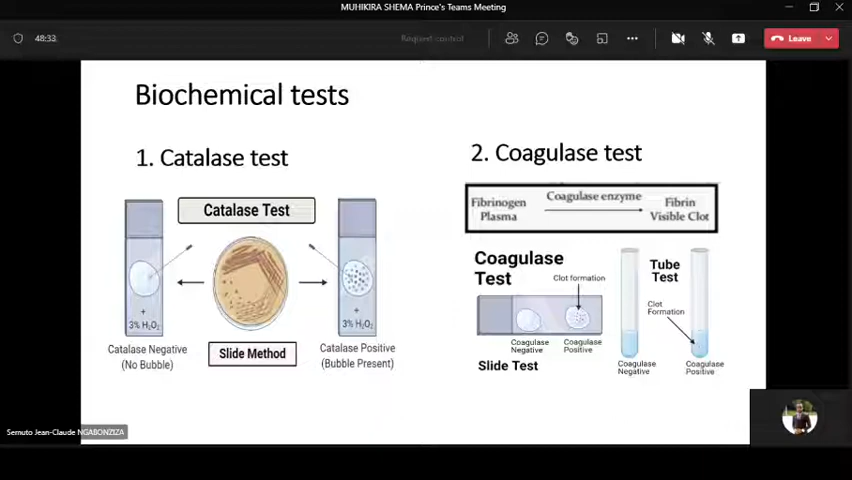 MUHIKIRA SHEMA Prince's Teams Meeting
48:33
Request control
Leave
Biochemical tests
1. Catalase test
2. Coagulase test
Catalase Test
+
3% H₂O₂
+
3% H₂O₂
Catalase Negative
(No Bubble)
Slide Method
Catalase Positive
(Bubble Present)
Fibrinogen
Plasma
Coagulase enzyme
Fibrin
Visible Clot
Coagulase
Test
Clot formation
Coagulase
Negative
Coagulase
Positive
Slide Test
Tube
Test
Clot
Formation
Coagulase
Negative
Coagulase
Positive
Semuto Jean-Claude NGABONZIZA